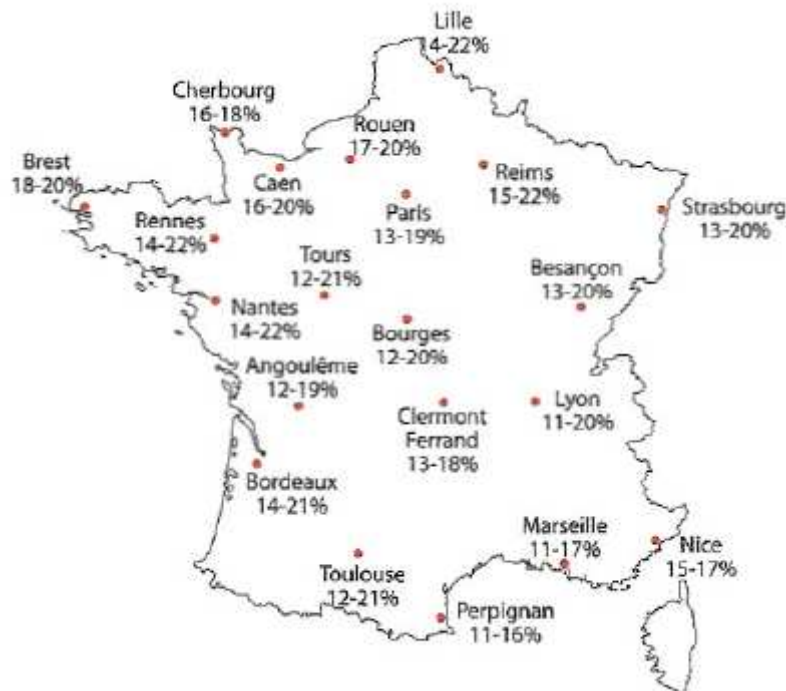 Lille
14-22%
Cherbourg
16-18%
Rouen
17-20%
Reims
15-22%
Brest
18-20%
Caen
16-20%
Paris
13-19%
Strasbourg
13-20%
Rennes
14-22%
Tours
12-21%
Besançon
13-20%
Nantes
14-22%
Bourges
12-20%
Angoulême
12-19%
Clermont
Ferrand
13-18%
Lyon
11-20%
Bordeaux
14-21%
Marseille
11-17%
Nice
15-17%
Toulouse
12-21%
Perpignan
11-16%